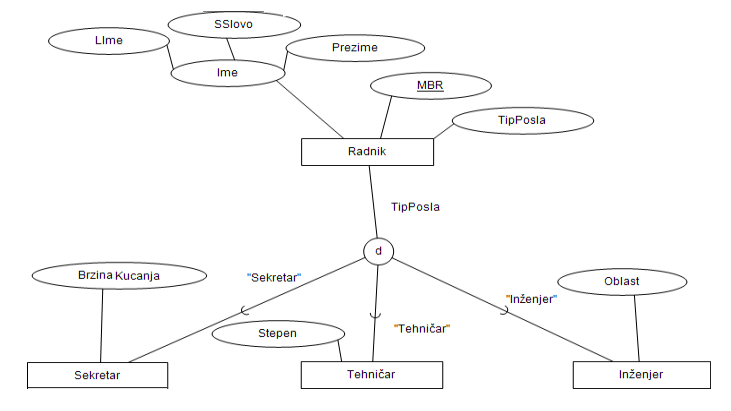 SSlovo
LIme
Prezime
Ime
MBR
TipPosla
Radnik
TipPosla
d
Brzina Kucanja
"Sekretar"
Oblast
"Inženjer"
Stepen
"Tehničar"
Sekretar
Tehničar
Inženjer